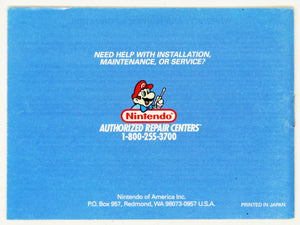 NEED HELP WITH INSTALLATION,
MAINTENANCE, OR SERVICE?
Nintendo
AUTHORIZED REPAIR CENTERS™
1-800-255-3700
Nintendo of America Inc.
P.O. Box 957, Redmond, WA 98073-0957 U.S.A.
PRINTED IN JAPAN